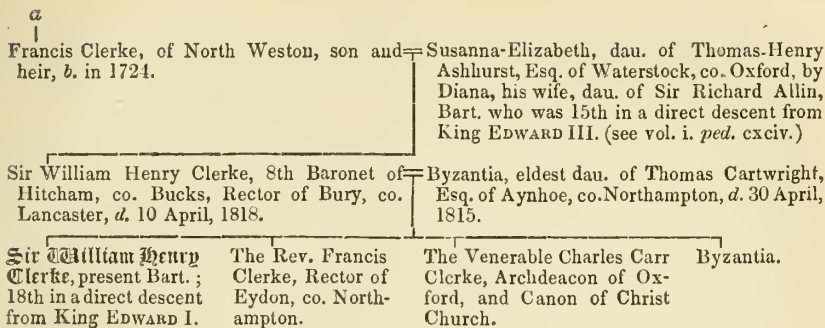 a
Francis Clerke, of North Weston, son and
heir, b. in 1724.
Susanna-Elizabeth, dau. of Thomas-Henry
Ashhurst, Esq. of Waterstock, co. Oxford, by
Diana, his wife, dau. of Sir Richard Allin,
Bart. who was 15th in a direct descent from
King EDWARD III. (see vol. i. ped. cxciv.)
Sir William Henry Clerke, 8th Baronet of
Hitcham, co. Bucks, Rector of Bury, co.
Lancaster, d. 10 April, 1818.
Byzantia, eldest dau. of Thomas Cartwright,
Esq. of Aynhoe, co. Northampton, d. 30 April,
1815.
Sir William Henry
Clerke, present Bart. ;
18th in a direct descent
from King EDWARD I.
The Rev. Francis
Clerke, Rector of
Eydon, co. North-
ampton.
The Venerable Charles Carr
Clerke, Archdeacon of Ox-
ford, and Canon of Christ
Church.
Byzantia.